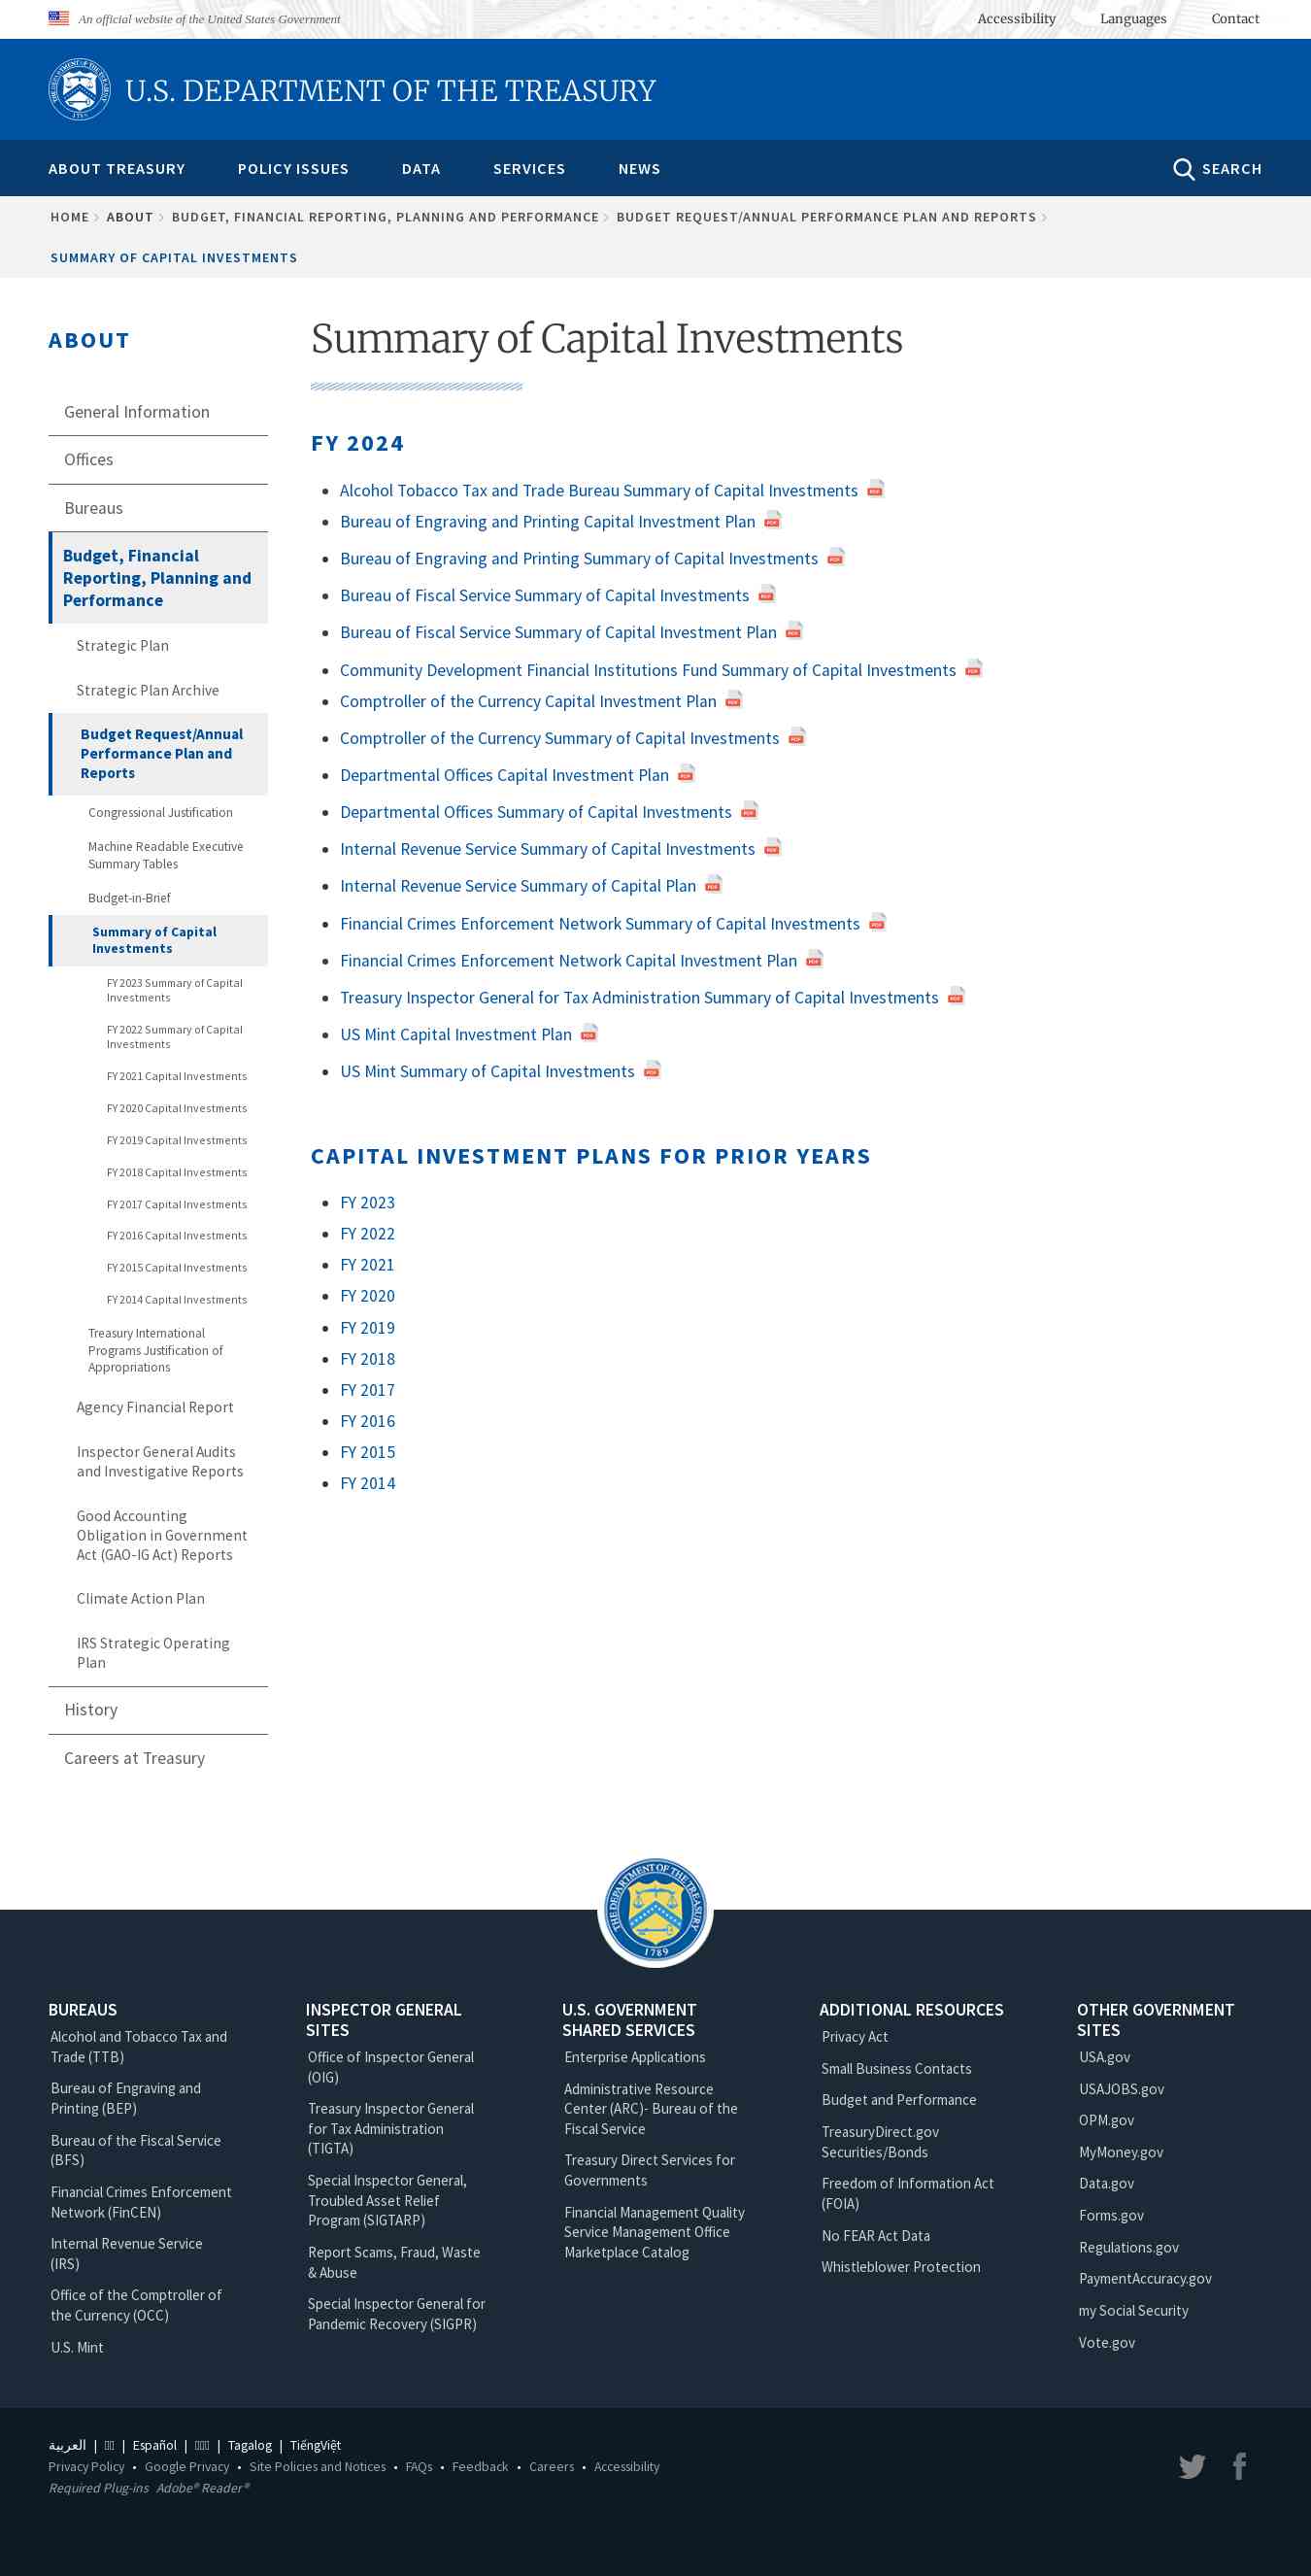 An official website of the United States Government
Accessibility
Languages
Contact
U.S. DEPARTMENT OF THE TREASURY
ABOUT TREASURY
POLICY ISSUES
DATA
SERVICES
NEWS
SEARCH
HOME
ABOUT
BUDGET, FINANCIAL REPORTING, PLANNING AND PERFORMANCE
BUDGET REQUEST/ANNUAL PERFORMANCE PLAN AND REPORTS
SUMMARY OF CAPITAL INVESTMENTS
ABOUT
General Information
Offices
Bureaus
Budget, Financial
Reporting, Planning and
Performance
Strategic Plan
Strategic Plan Archive
Budget Request/Annual
Performance Plan and
Reports
Congressional Justification
Machine Readable Executive
Summary Tables
Budget-in-Brief
Summary of Capital
Investments
FY 2023 Summary of Capital
Investments
FY 2022 Summary of Capital
Investments
FY 2021 Capital Investments
FY 2020 Capital Investments
FY 2019 Capital Investments
FY 2018 Capital Investments
FY 2017 Capital Investments
FY 2016 Capital Investments
FY 2015 Capital Investments
FY 2014 Capital Investments
Treasury International
Programs Justification of
Appropriations
Agency Financial Report
Inspector General Audits
and Investigative Reports
Good Accounting
Obligation in Government
Act (GAO-IG Act) Reports
Climate Action Plan
IRS Strategic Operating
Plan
History
Careers at Treasury
Summary of Capital Investments
FY 2024
Alcohol Tobacco Tax and Trade Bureau Summary of Capital Investments
Bureau of Engraving and Printing Capital Investment Plan
Bureau of Engraving and Printing Summary of Capital Investments
Bureau of Fiscal Service Summary of Capital Investments
Bureau of Fiscal Service Summary of Capital Investment Plan
Community Development Financial Institutions Fund Summary of Capital Investments
Comptroller of the Currency Capital Investment Plan
Comptroller of the Currency Summary of Capital Investments
Departmental Offices Capital Investment Plan
Departmental Offices Summary of Capital Investments
Internal Revenue Service Summary of Capital Investments
Internal Revenue Service Summary of Capital Plan
Financial Crimes Enforcement Network Summary of Capital Investments
Financial Crimes Enforcement Network Capital Investment Plan
Treasury Inspector General for Tax Administration Summary of Capital Investments
US Mint Capital Investment Plan
US Mint Summary of Capital Investments
CAPITAL INVESTMENT PLANS FOR PRIOR YEARS
FY 2023
FY 2022
FY 2021
FY 2020
FY 2019
FY 2018
FY 2017
FY 2016
FY 2015
FY 2014
THE DEPARTMENT OF THE TREASURY
1789
BUREAUS
Alcohol and Tobacco Tax and
Trade (TTB)
Bureau of Engraving and
Printing (BEP)
Bureau of the Fiscal Service
(BFS)
Financial Crimes Enforcement
Network (FinCEN)
Internal Revenue Service
(IRS)
Office of the Comptroller of
the Currency (OCC)
U.S. Mint
INSPECTOR GENERAL
SITES
Office of Inspector General
(OIG)
Treasury Inspector General
for Tax Administration
(TIGTA)
Special Inspector General,
Troubled Asset Relief
Program (SIGTARP)
Report Scams, Fraud, Waste
& Abuse
Special Inspector General for
Pandemic Recovery (SIGPR)
U.S. GOVERNMENT
SHARED SERVICES
Enterprise Applications
Administrative Resource
Center (ARC)- Bureau of the
Fiscal Service
Treasury Direct Services for
Governments
Financial Management Quality
Service Management Office
Marketplace Catalog
ADDITIONAL RESOURCES
Privacy Act
Small Business Contacts
Budget and Performance
TreasuryDirect.gov
Securities/Bonds
Freedom of Information Act
(FOIA)
No FEAR Act Data
Whistleblower Protection
OTHER GOVERNMENT
SITES
USA.gov
USAJOBS.gov
OPM.gov
MyMoney.gov
Data.gov
Forms.gov
Regulations.gov
PaymentAccuracy.gov
my Social Security
Vote.gov
العربية | | Español | | Tagalog | TiếngViệt
Privacy Policy • Google Privacy • Site Policies and Notices • FAQs • Feedback • Careers • Accessibility
Required Plug-ins Adobe® Reader®